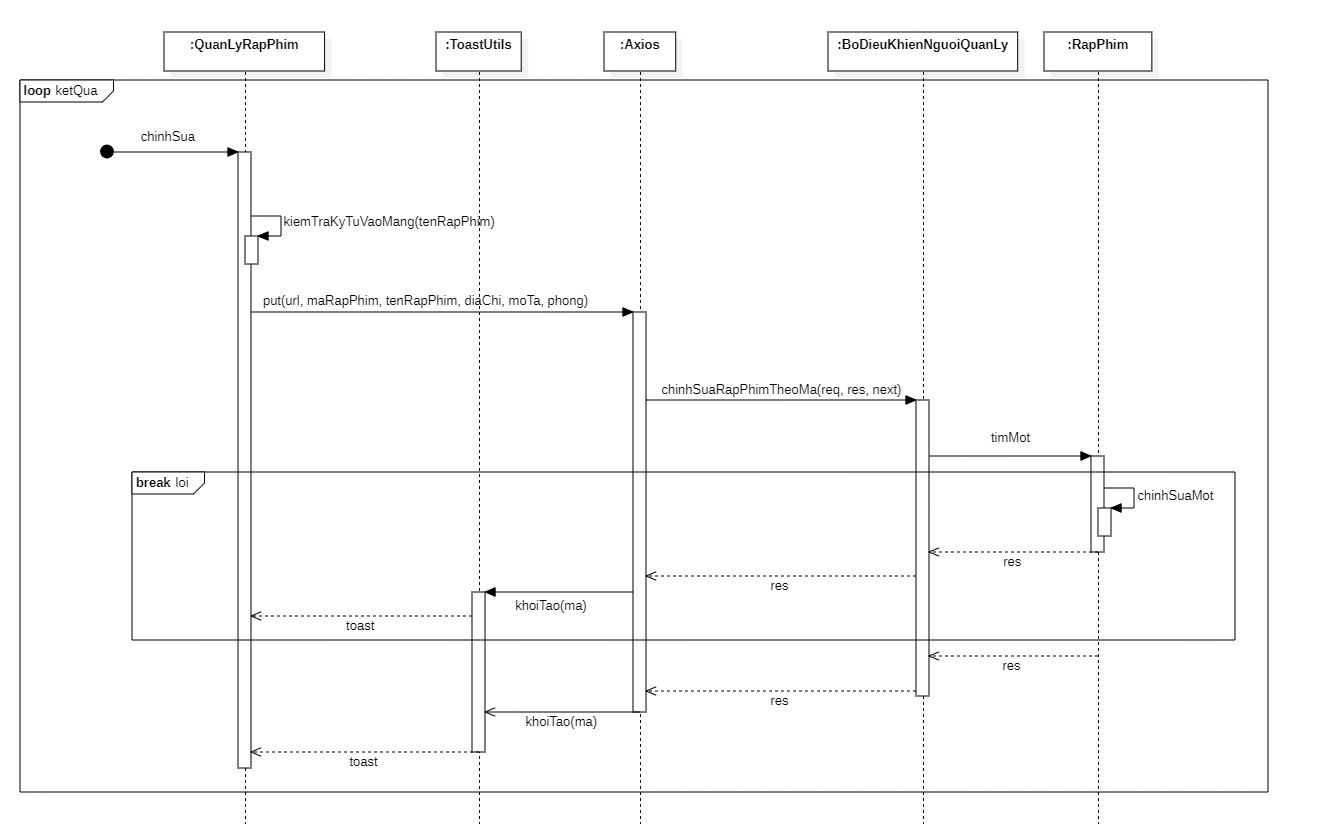 :QuanLyRapPhim
:ToastUtils
:Axios
:BoDieuKhienNguoiQuanLy
:RapPhim
loop ketQua
chinhSua
kiemTraKyTuVaoMang(tenRapPhim)
put(url, maRapPhim, tenRapPhim, diaChi, moTa, phong)
chinhSuaRapPhimTheoMa(req, res, next)
timMot
break loi
chinhSuaMot
res
res
khoiTao(ma)
toast
res
res
khoiTao(ma)
toast